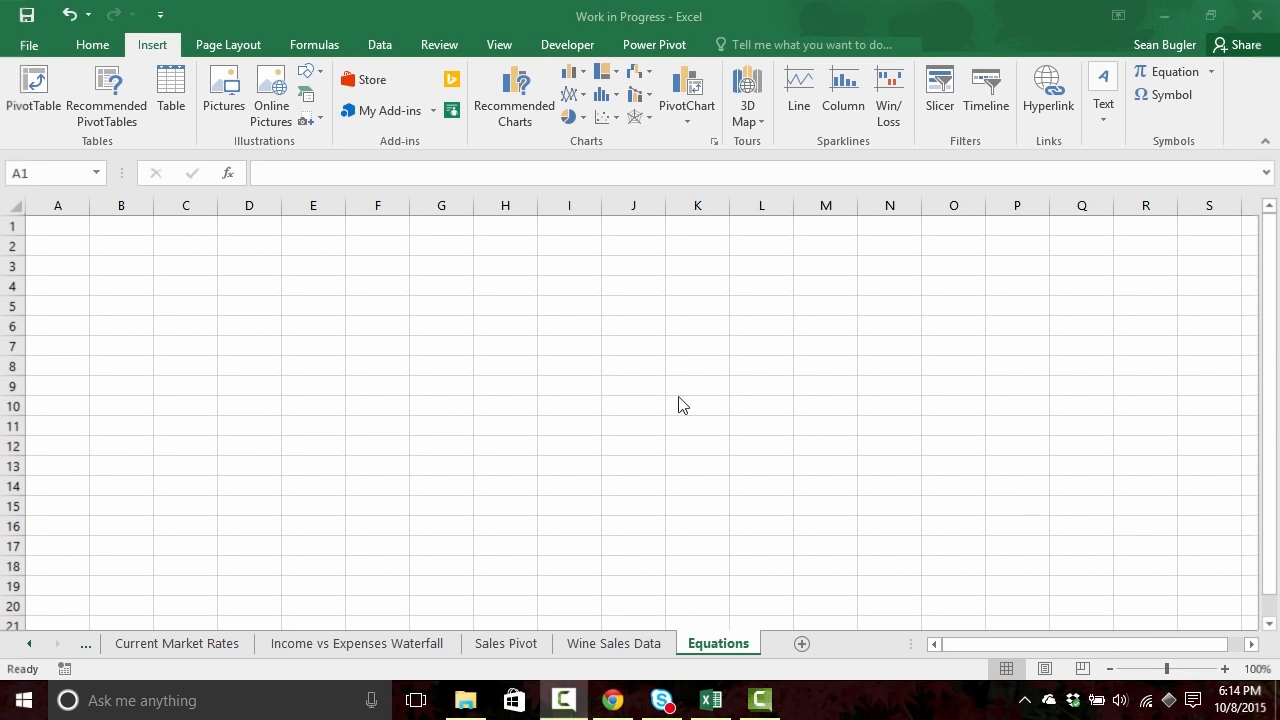 Work in Progress - Excel
File Home Insert Page Layout Formulas Data Review View Developer Power Pivot Tell me what you want to do... Sean Bugler Share
PivotTable Recommended PivotTables Table
Tables
Pictures Online Pictures
Illustrations
Store
My Add-ins
Add-ins
Recommended Charts PivotChart
Charts
3D Map
Tours
Line Column Win/Loss
Sparklines
Slicer Timeline
Filters
Hyperlink
Links
Text
π Equation
Ω Symbol
Symbols
A1 fx
A B C D E F G H I J K L M N O P Q R S
1
2
3
4
5
6
7
8
9
10
11
12
13
14
15
16
17
18
19
20
21
... Current Market Rates Income vs Expenses Waterfall Sales Pivot Wine Sales Data Equations
Ready 100%
Ask me anything 6:14 PM
10/8/2015